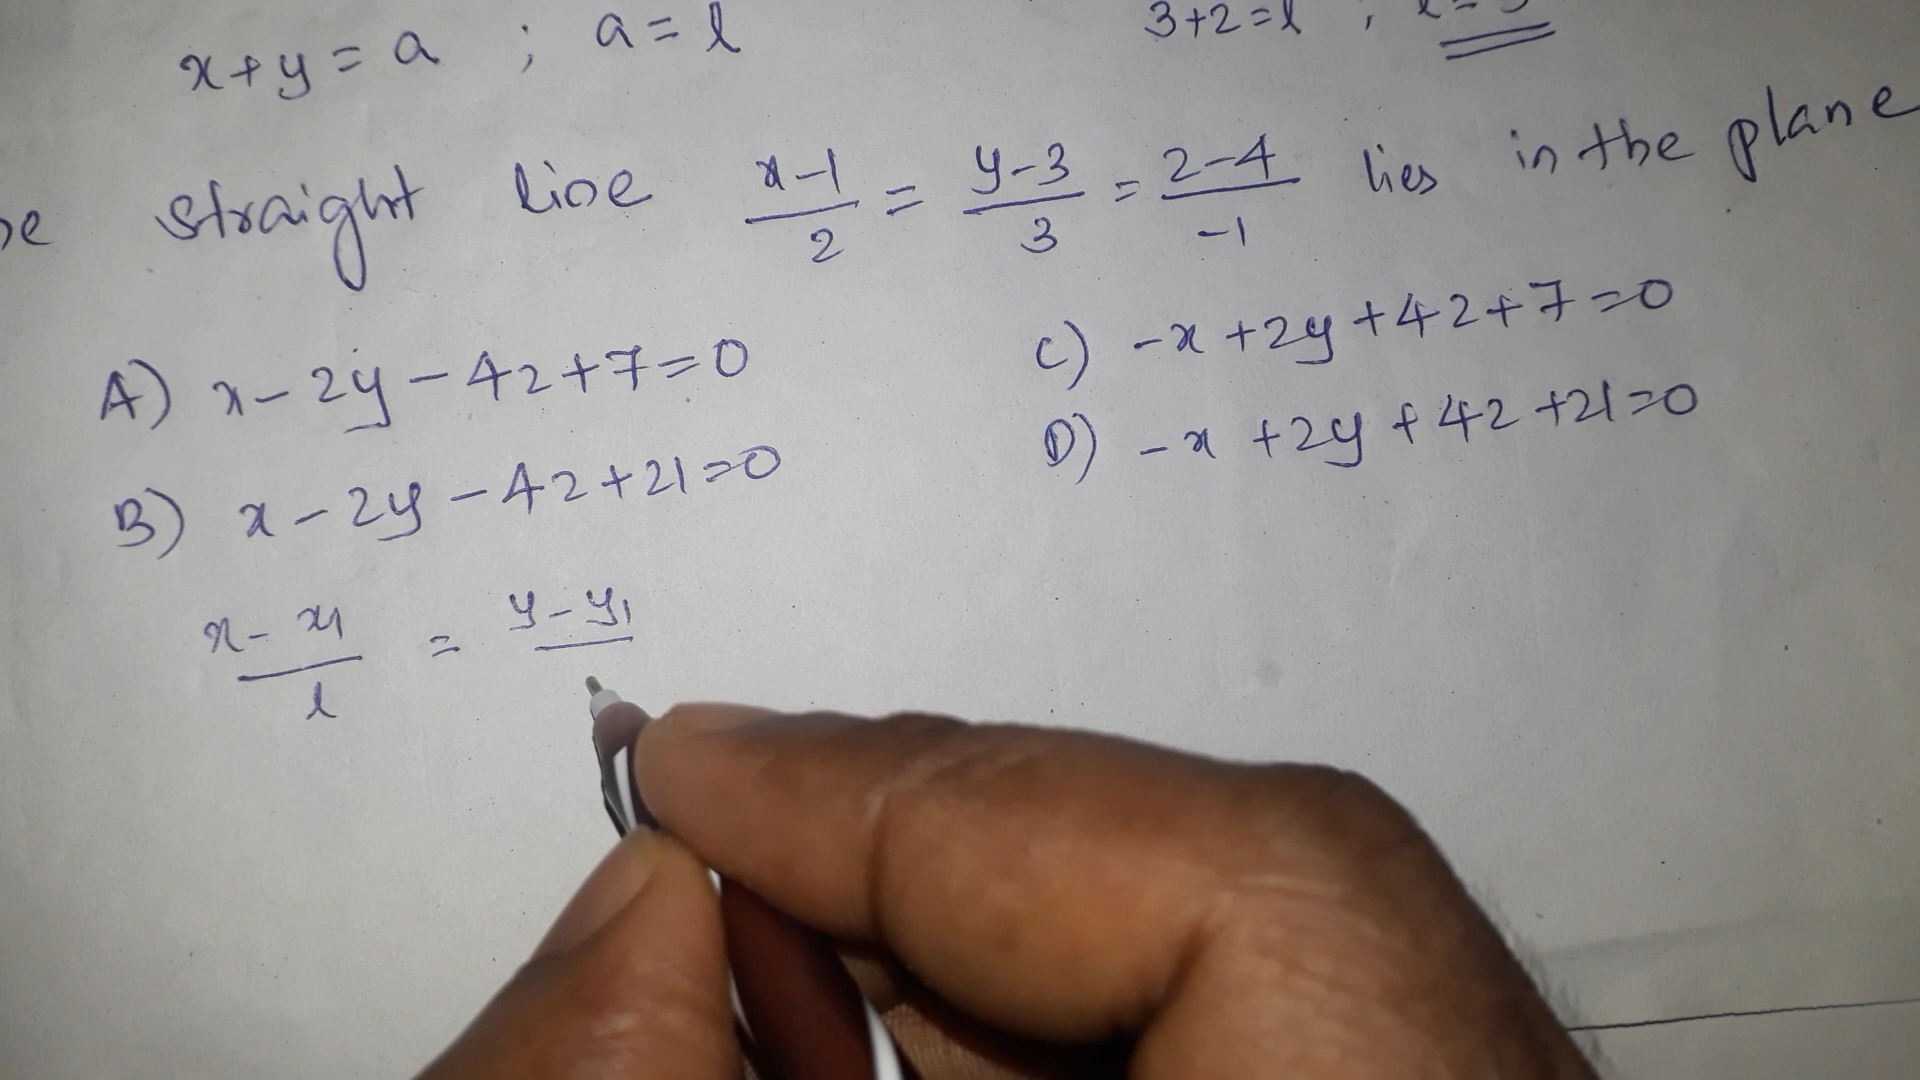 x+y=a ; a=l 3+2=l ;
straight line x-1/2 = y-3/3 = z-4/-1 lies in the plane
A) x-2y-4z+7=0 C) -x+2y+4z+7=0
B) x-2y-4z+21=0 D) -x+2y+4z+21=0
x-x1/l = y-y1/